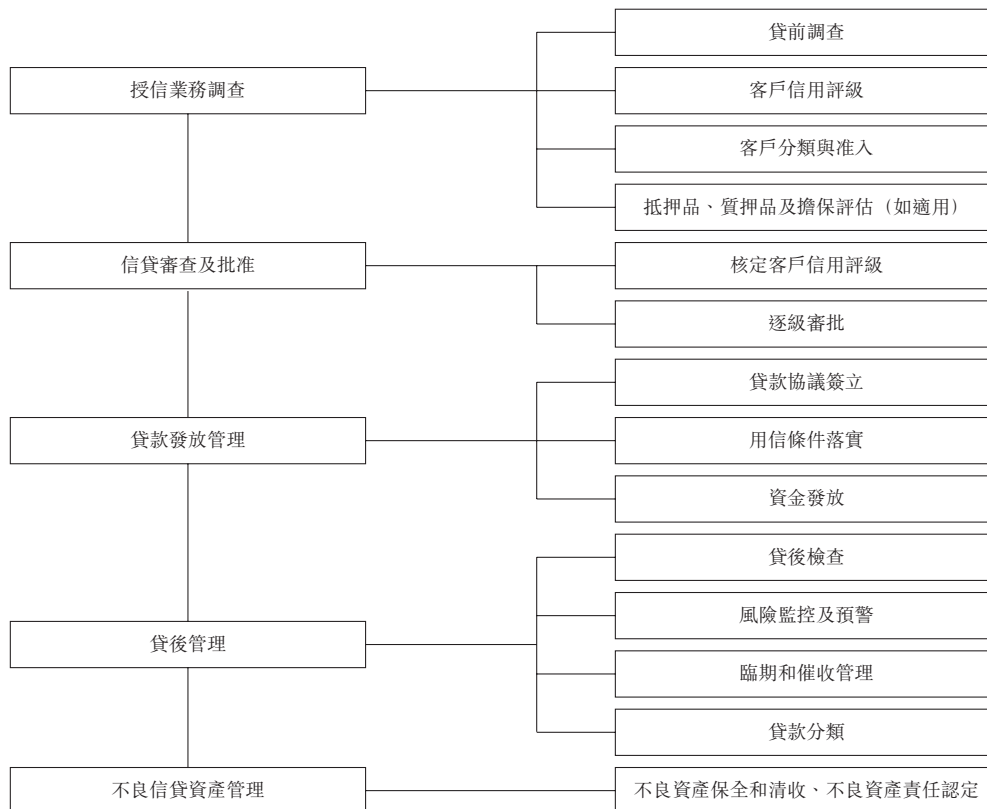 授信業務調查
貸前調查
客戶信用評級
客戶分類與准入
抵押品、質押品及擔保評估（如適用）
信貸審查及批准
核定客戶信用評級
逐級審批
貸款發放管理
貸款協議簽立
用信條件落實
資金發放
貸後管理
貸後檢查
風險監控及預警
臨期和催收管理
貸款分類
不良信貸資產管理
不良資產保全和清收、不良資產責任認定